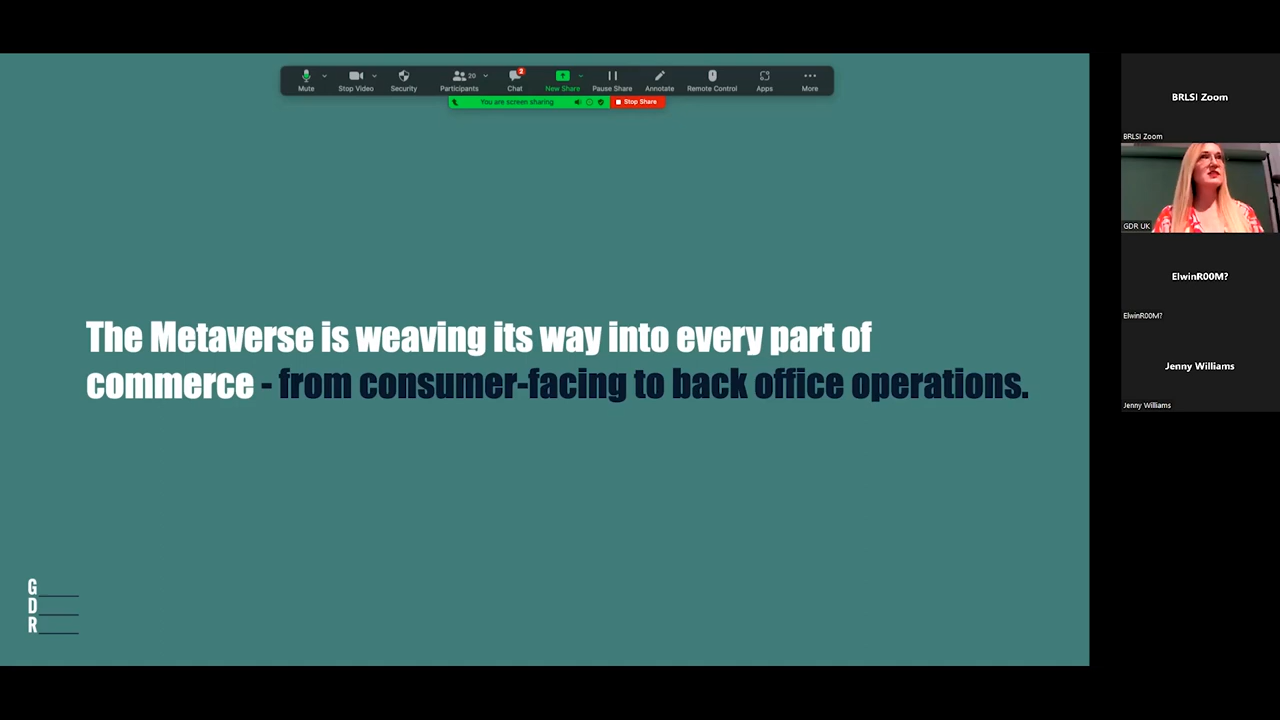 Mute
Stop Video
Security
Participants
20
Chat
2
New Share
Pause Share
Annotate
Remote Control
Apps
More
You are screen sharing
Stop Share
The Metaverse is weaving its way into every part of
commerce - from consumer-facing to back office operations.
G
D
R
BRLSI Zoom
BRLSI Zoom
GDR UK
ElwinR00M?
ElwinR00M?
Jenny Williams
Jenny Williams